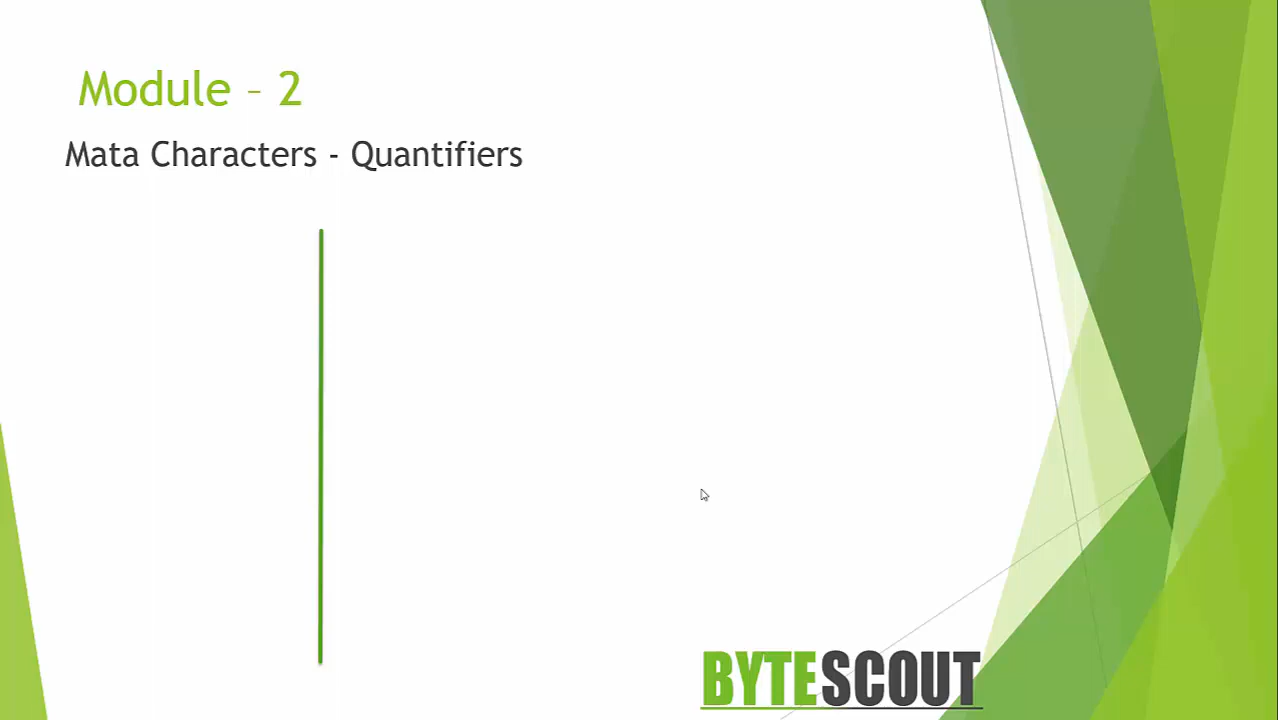 Module – 2
Mata Characters - Quantifiers
BYTESCOUT